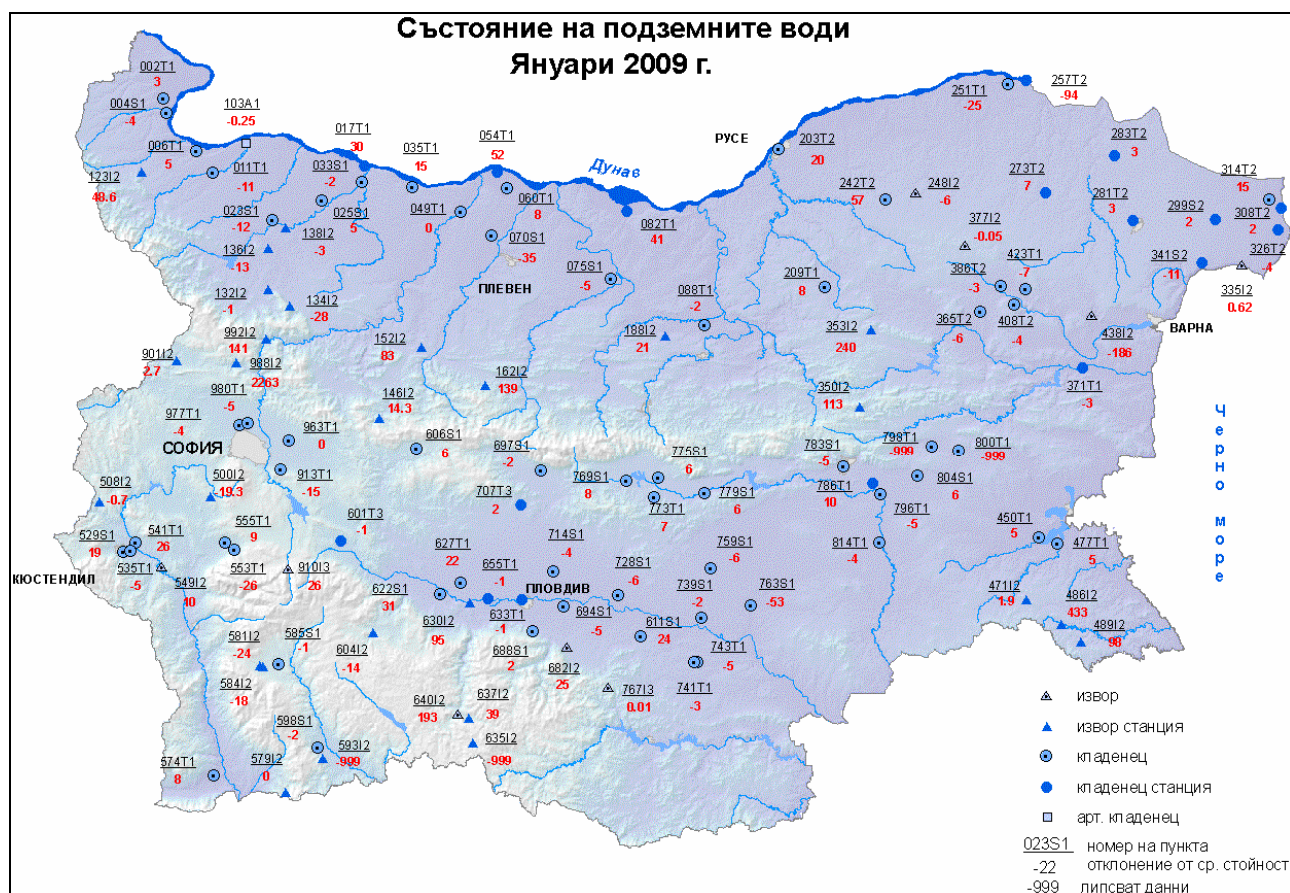 Състояние на подземните води
Януари 2009 г.
002T1
3
004S1
-4
103A1
-0.25
006T1
5
011T1
-11
017T1
30
033S1
-2
035T1
15
054T1
52
Дунав
РУСЕ
203T2
20
251T1
-25
257T2
-94
283T2
3
273T2
7
281T2
3
314T2
15
299S2
2
308T2
2
326T2
-4
341S2
-11
335I2
0.62
123I2
48.6
023S1
-12
025S1
5
138I2
-3
136I2
-13
049T1
0
060T1
8
070S1
-35
ПЛЕВЕН
075S1
-5
082T1
41
242T2
57
248I2
-6
377I2
-0.05
423T1
-7
386T2
-3
209T1
8
088T1
-2
132I2
-1
134I2
-28
992I2
141
901I2
2.7
988I2
2263
152I2
83
188I2
21
353I2
240
365T2
-6
408T2
-4
438I2
-186
ВАРНА
162I2
139
146I2
14.3
350I2
113
371T1
-3
980T1
-5
977T1
-4
СОФИЯ
963T1
0
606S1
6
697S1
-2
775S1
6
783S1
-5
798T1
-999
800T1
-999
769S1
8
773T1
7
779S1
6
786T1
10
804S1
6
796T1
-5
508I2
-0.7
500I2
-19.3
913T1
-15
707T3
2
601T3
-1
529S1
19
541T1
26
555T1
9
535T1
-5
КЮСТЕНДИЛ
549I2
40
553T1
-26
910I3
26
627T1
22
655T1
-1
714S1
-4
ПЛОВДИВ
728S1
-6
759S1
-6
739S1
-2
763S1
-53
814T1
-4
450T1
5
477T1
5
471I2
1.9
486I2
433
489I2
98
622S1
31
630I2
95
633T1
-1
694S1
-5
611S1
24
688S1
2
682I2
25
743T1
-5
741T1
-3
767I3
0.01
581I2
-24
585S1
-1
604I2
-14
584I2
-18
640I2
193
637I2
39
635I2
-999
598S1
-2
593I2
-999
574T1
8
579I2
0
Черно море
извор
извор станция
кладенец
кладенец станция
арт. кладенец
023S1 номер на пункта
-22 отклонение от ср. стойност
-999 липсват данни